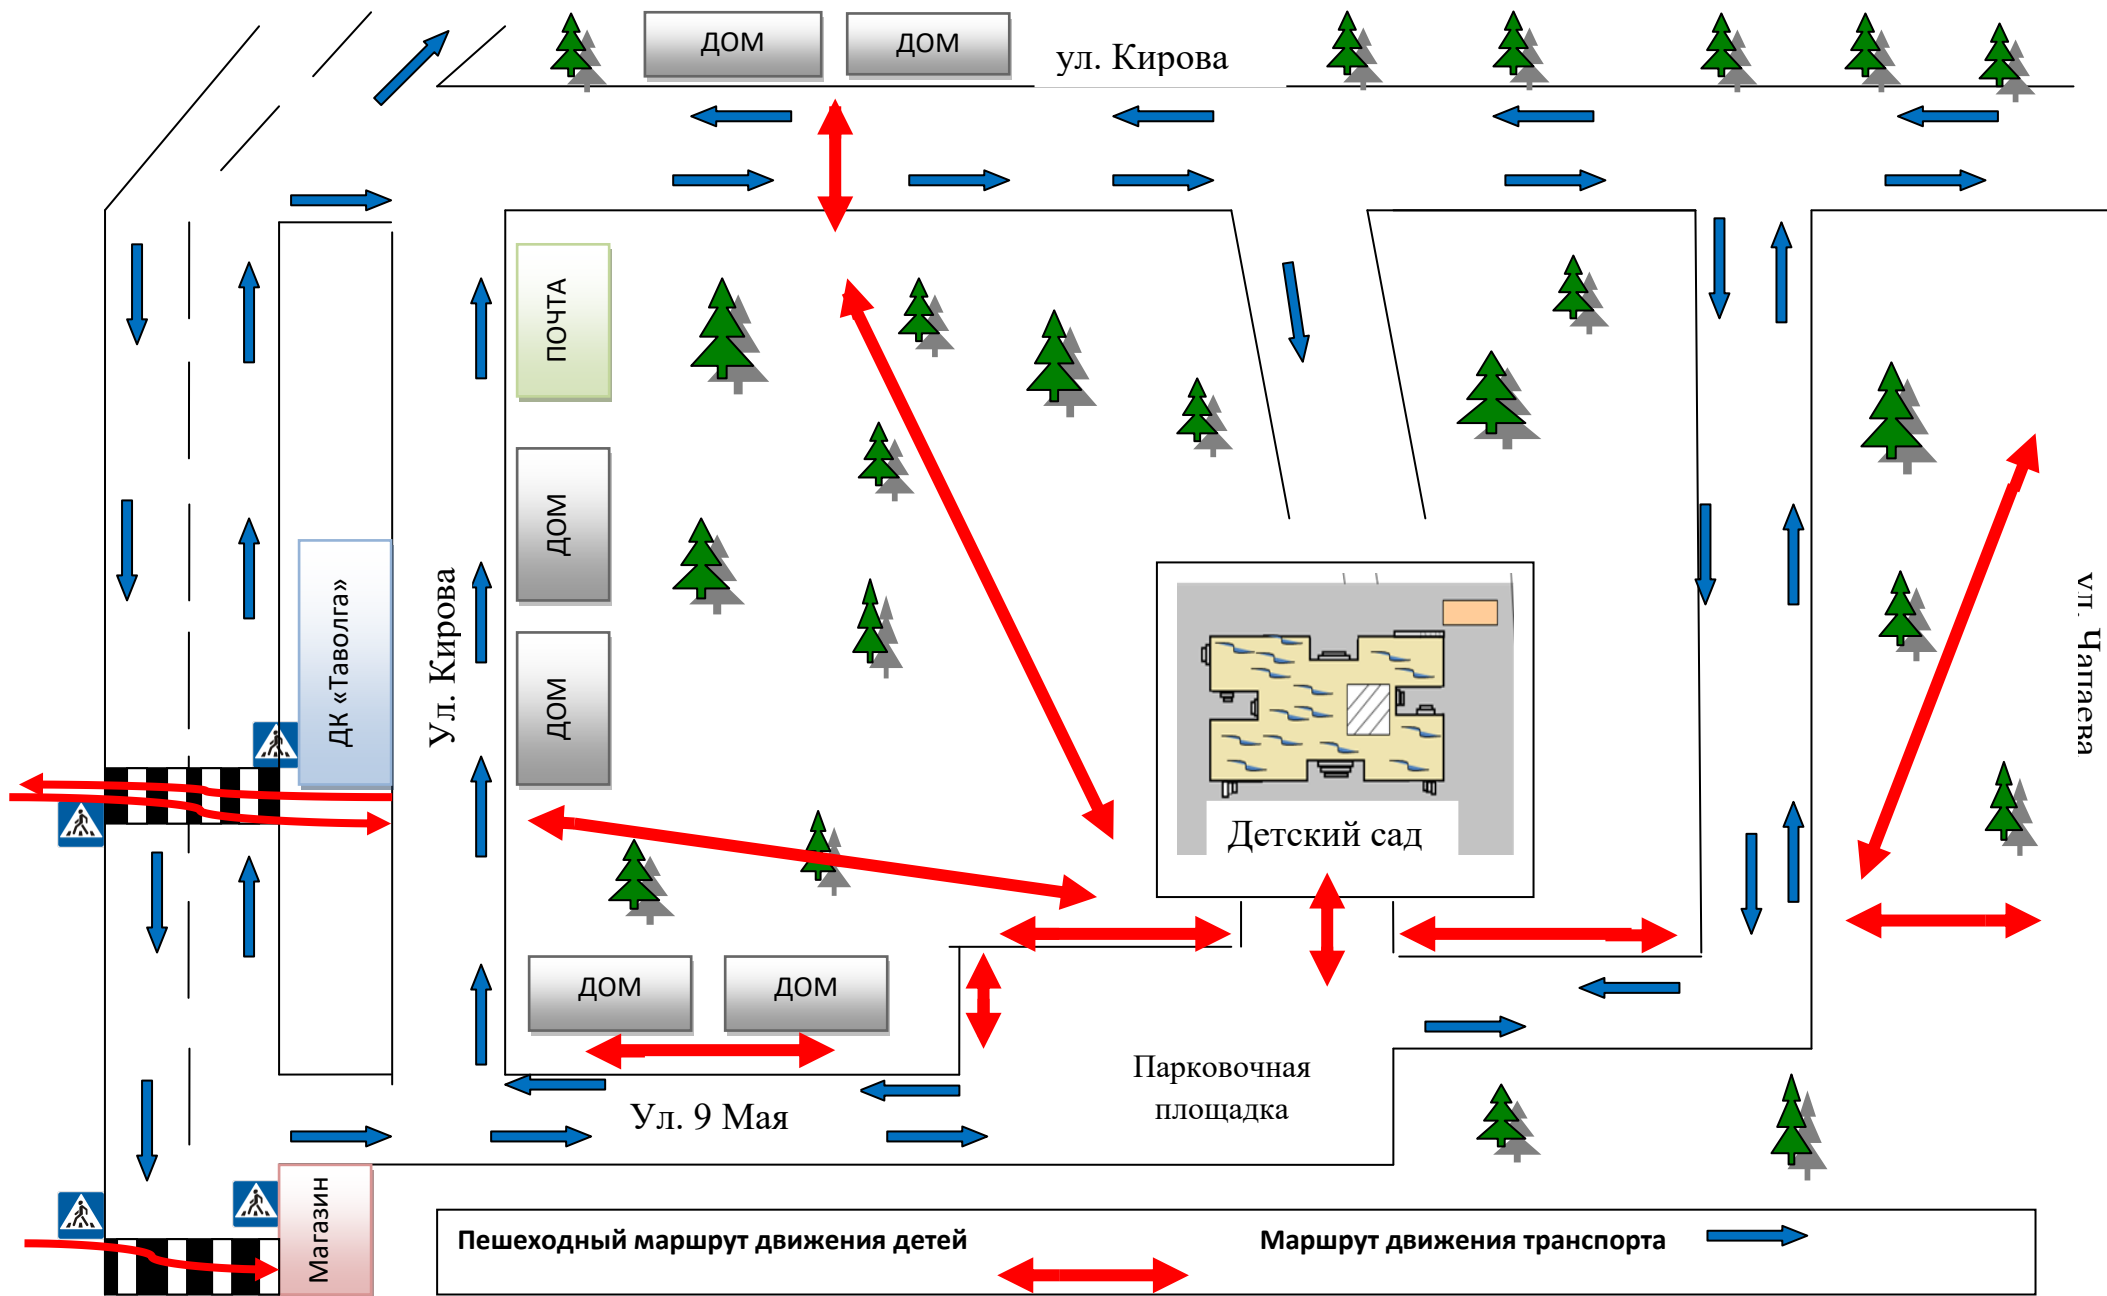 ДОМ
ДОМ
ул. Кирова
ПОЧТА
ДОМ
ДК «Таволга»
Ул. Кирова
ДОМ
ул. Чапаева
Детский сад
ДОМ
ДОМ
Парковочная
площадка
Ул. 9 Мая
Магазин
Пешеходный маршрут движения детей
Маршрут движения транспорта